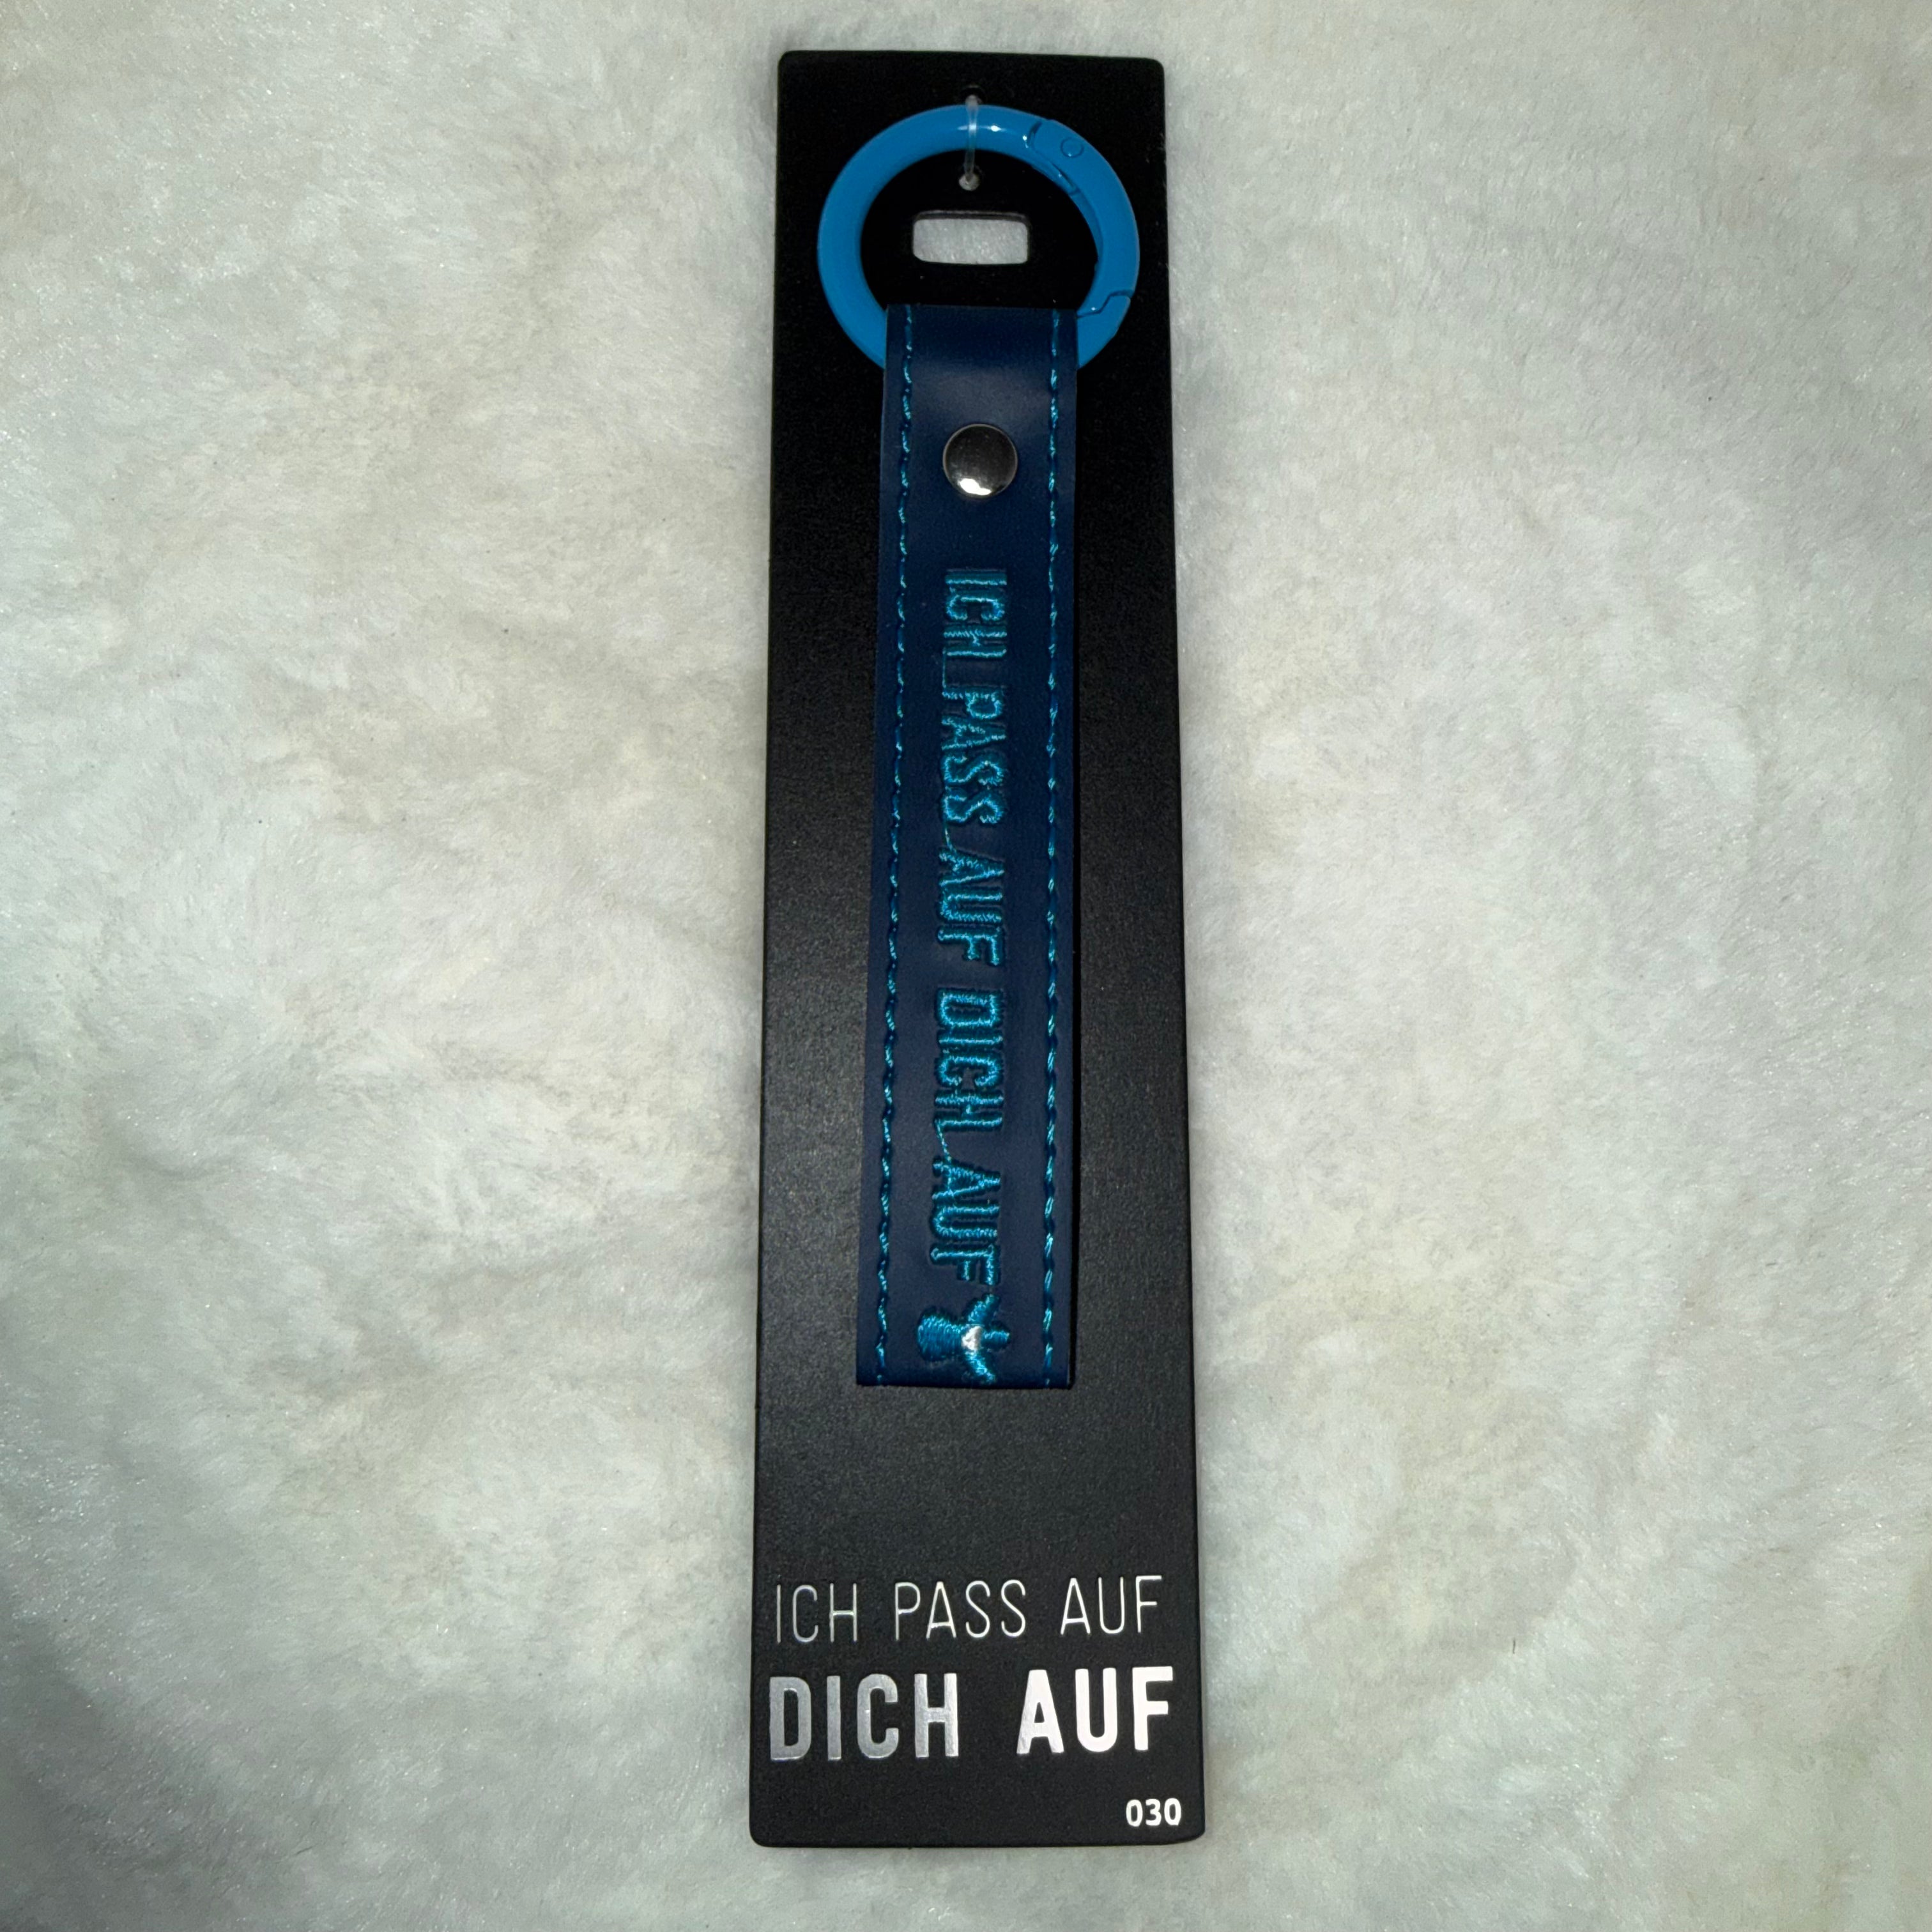 ICH PASS AUF DICH AUF
ICH PASS AUF
DICH AUF
030